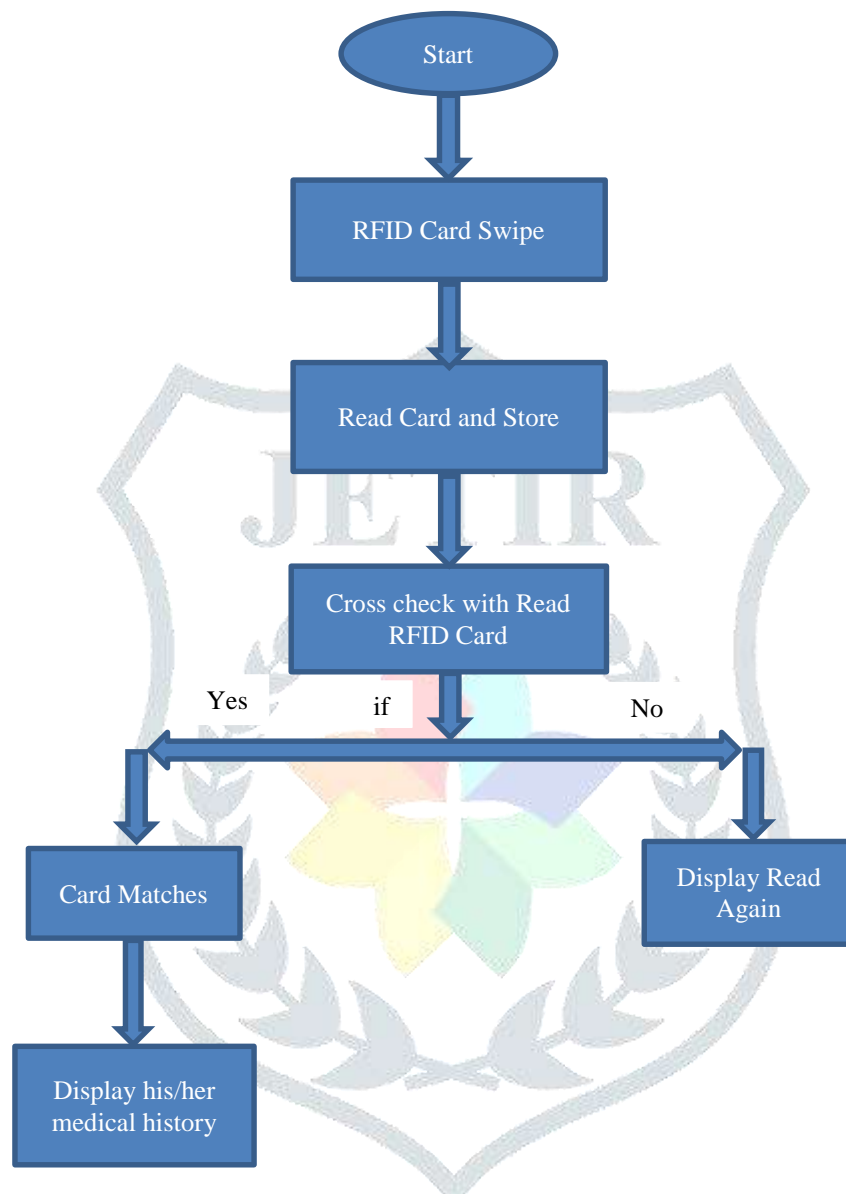 Start
RFID Card Swipe
Read Card and Store
JETIR
Cross check with Read
RFID Card
Yes
if
No
Card Matches
Display Read
Again
Display his/her
medical history